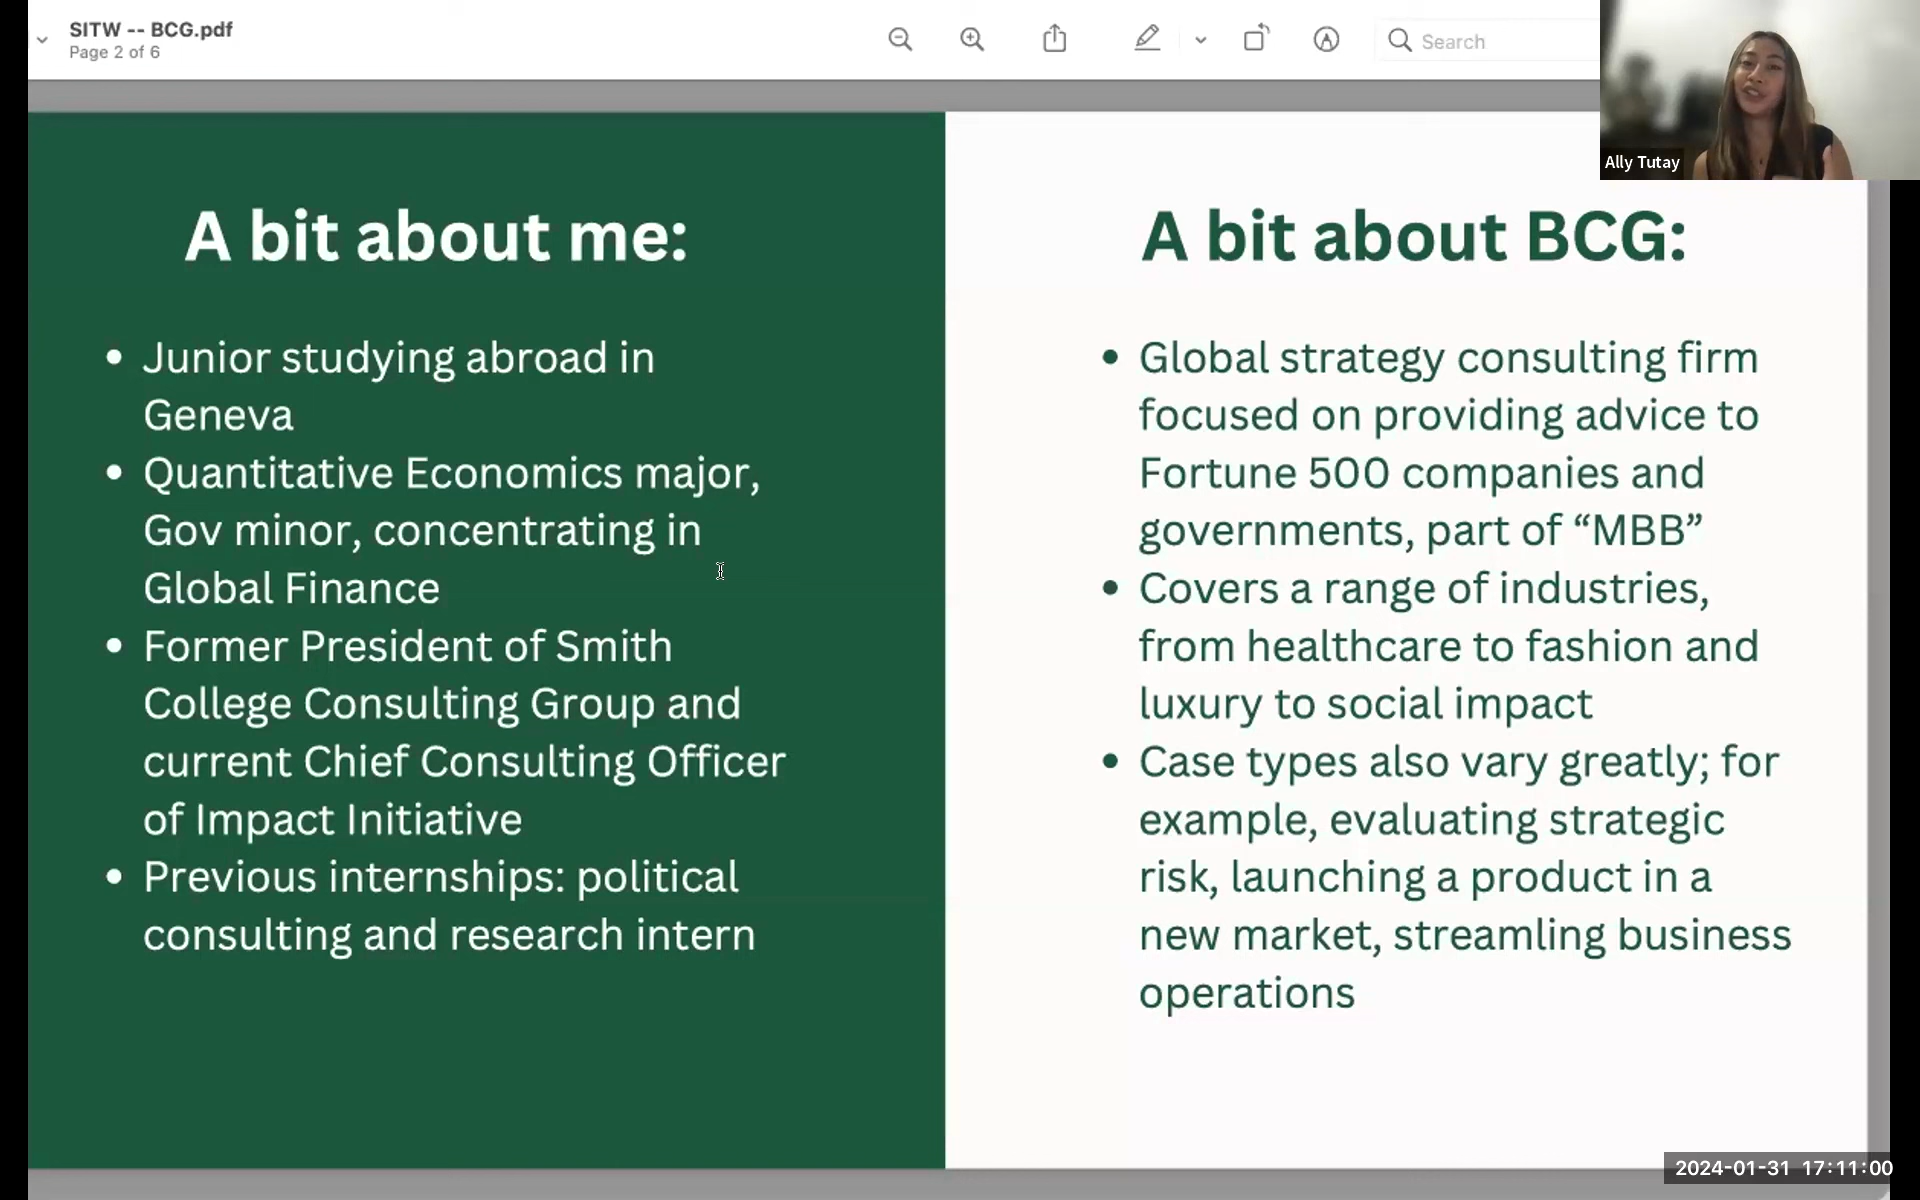 SITW -- BCG.pdf
Page 2 of 6
Search
Ally Tutay
A bit about me:
• Junior studying abroad in
Geneva
• Quantitative Economics major,
Gov minor, concentrating in
Global Finance
• Former President of Smith
College Consulting Group and
current Chief Consulting Officer
of Impact Initiative
• Previous internships: political
consulting and research intern
A bit about BCG:
• Global strategy consulting firm
focused on providing advice to
Fortune 500 companies and
governments, part of “MBB”
• Covers a range of industries,
from healthcare to fashion and
luxury to social impact
• Case types also vary greatly; for
example, evaluating strategic
risk, launching a product in a
new market, streamling business
operations
2024-01-31 17:11:00